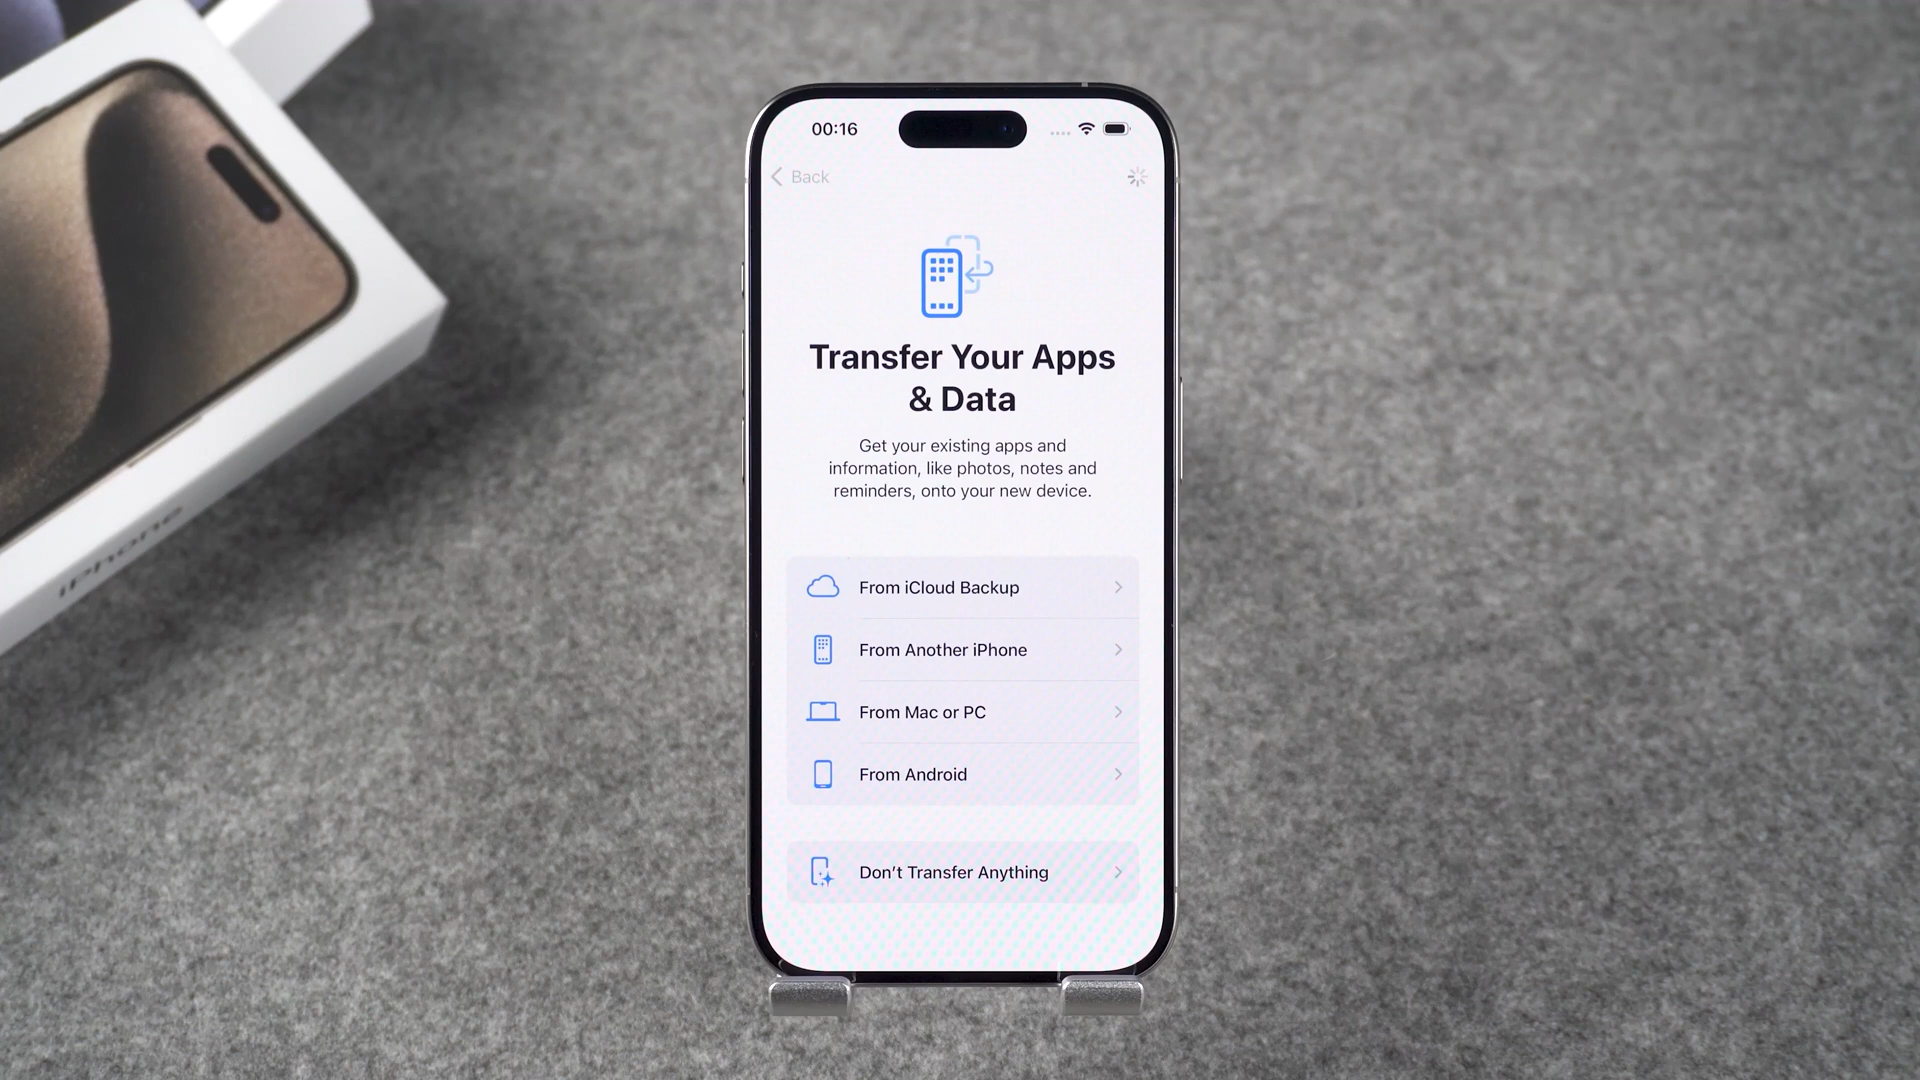 00:16
Back
Transfer Your Apps
& Data
Get your existing apps and
information, like photos, notes and
reminders, onto your new device.
From iCloud Backup
From Another iPhone
From Mac or PC
From Android
Don’t Transfer Anything
iPhone